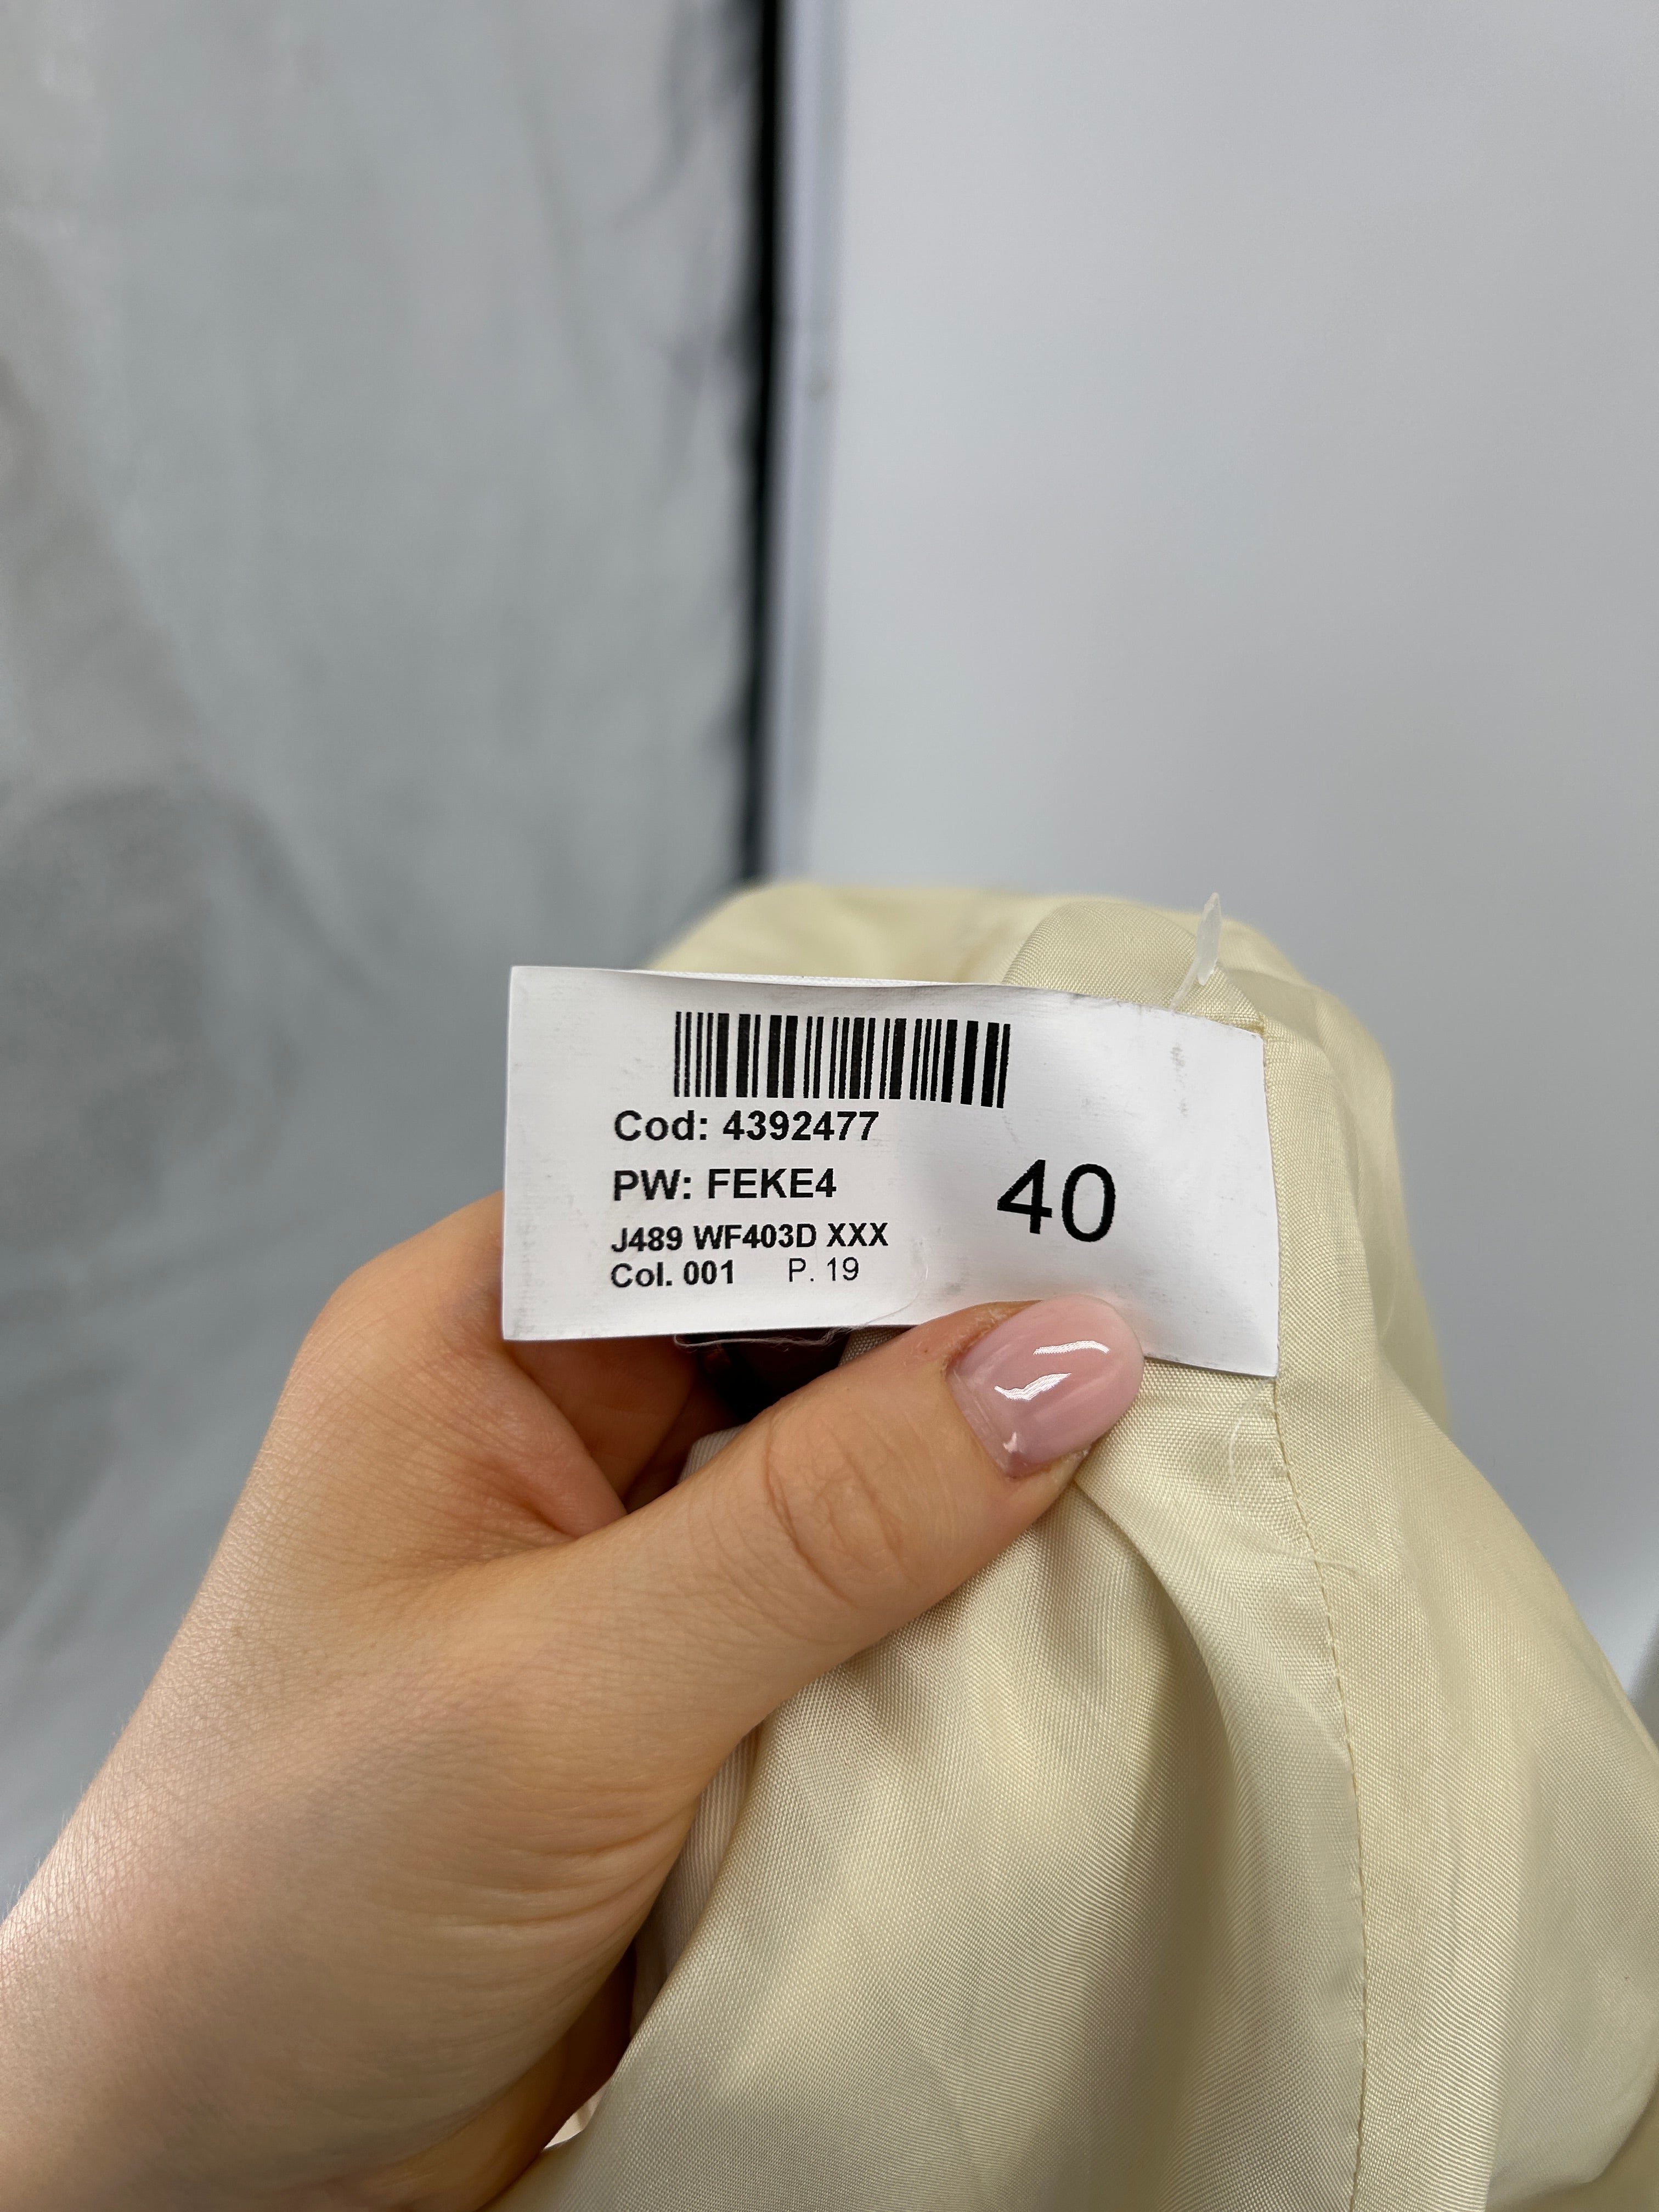 Cod: 4392477
PW: FEKE4
40
J489 WF403D XXX
Col. 001 P. 19